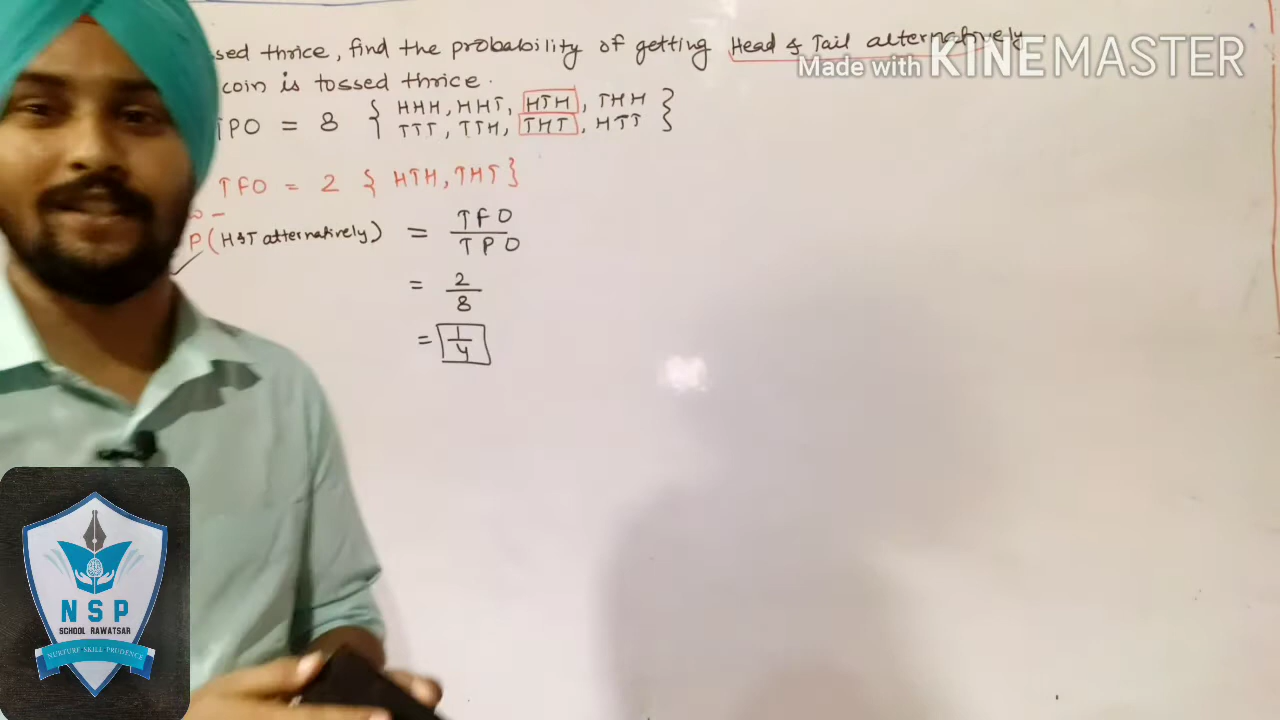 sed thrice, find the probability of getting Head & Tail alternatively.
Made with KINEMASTER
coin is tossed thrice.
TPO = 8 { HHH, HHT, HTH, THH
TTT, TTH, THT, HTT }
TFO = 2 { HTH, THT }
P(H&T alternatively) = TFO
TPO
= 2
8
= 1
4
NSP
SCHOOL RAWATSAR
NURTURE SKILL PRUDENCE